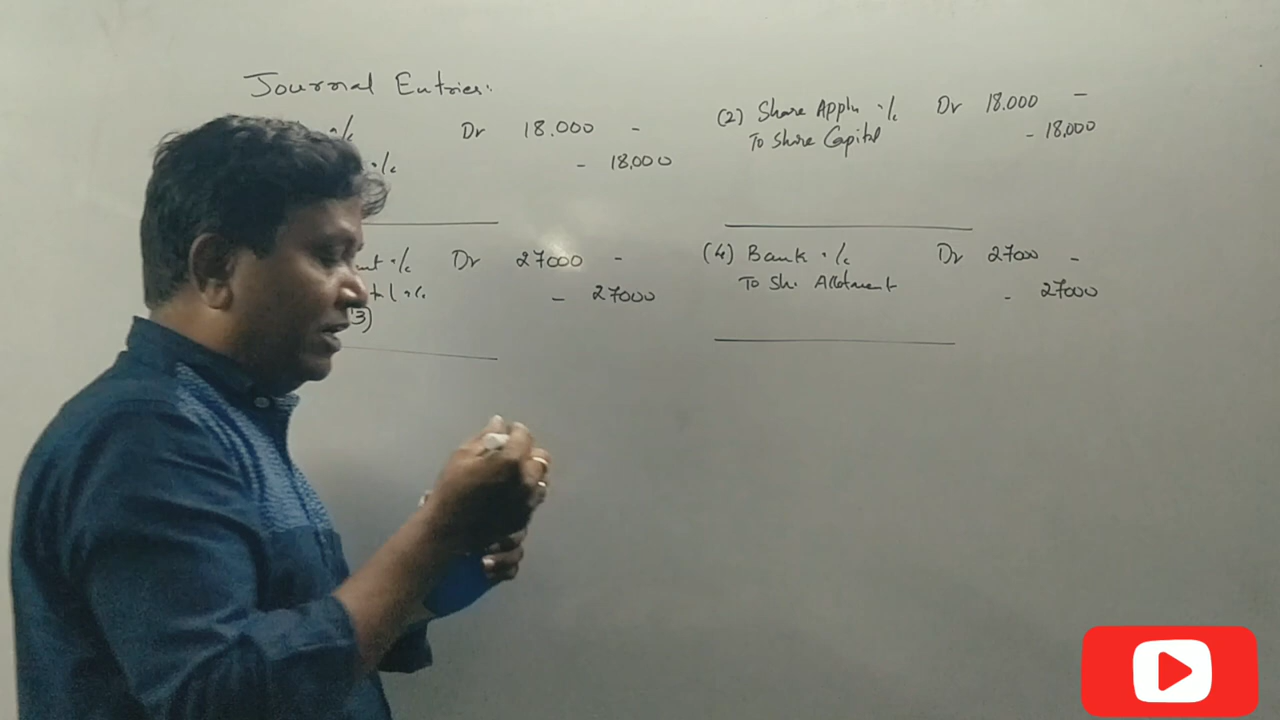 Journal Entries:
%
Dr 18.000 -
%
- 18,000
(2) Share Appln %
Dr 18.000 -
To Share Capital
- 18,000
%
Dr 27000 -
%
- 27000
3)
(4) Bank %
Dr 27000 -
To Sh. Allotment
- 27000